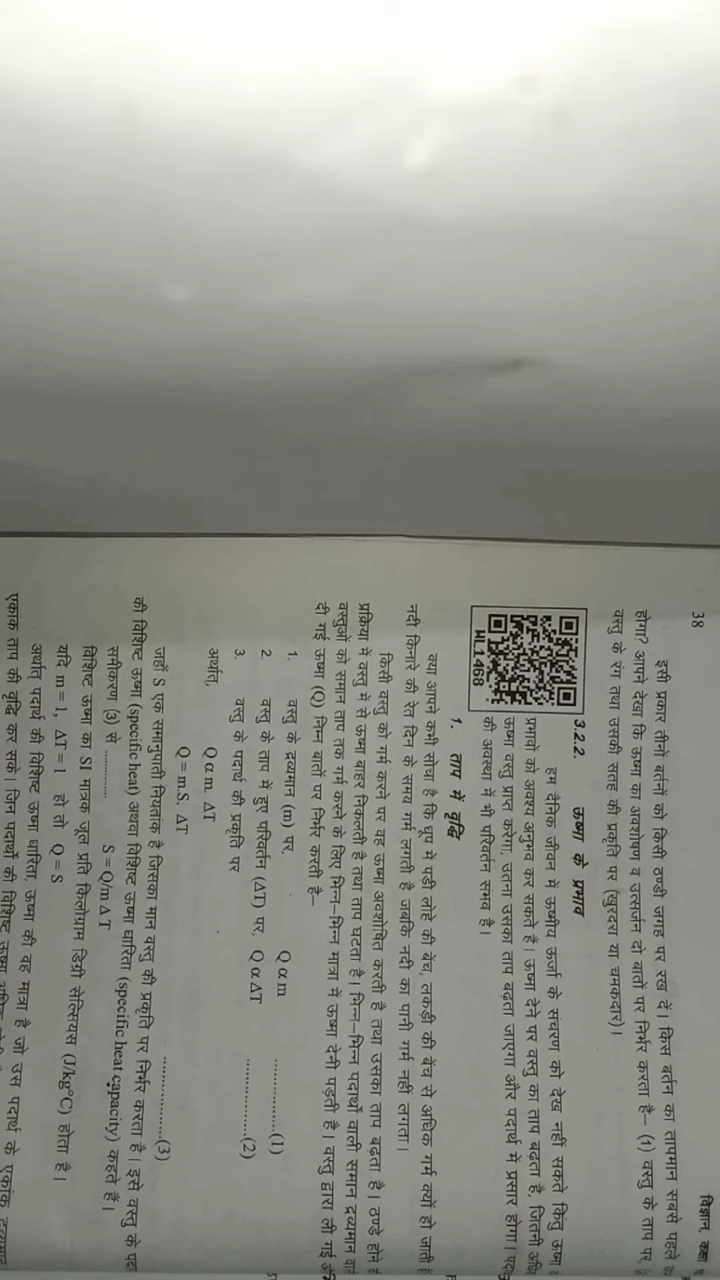 38
विज्ञान, कक्षा
इसी प्रकार तीनो बर्तनों को किसी ठण्डी जगह पर रख दें। किस बर्तन का तापमान सबसे पहले
होगा? आपने देखा कि ऊष्मा का अवशोषण व उत्सर्जन दो बातों पर निर्भर करता है– (1) वस्तु के ताप पर,
वस्तु के रंग तथा उसकी सतह की प्रकृति पर (खुरदरा या चमकदार)।
3.2.2. ऊष्मा के प्रभाव
हम दैनिक जीवन में ऊष्मीय ऊर्जा के संचरण को देख नहीं सकते किंतु ऊष्मा
प्रभावों को अवश्य अनुभव कर सकते हैं। ऊष्मा देने पर वस्तु का ताप बढ़ता है, जितनी
ऊष्मा वस्तु प्राप्त करेगा, उतना उसका ताप बढ़ता जाएगा और पदार्थ में प्रसार होगा।
की अवस्था में भी परिवर्तन संभव है।
HL1468
1. ताप में वृद्धि
क्या आपने कभी सोचा है कि धूप में पड़ी लोहे की बेंच, लकड़ी की बेंच से अधिक गर्म क्यों हो जाती
नदी किनारे की रेत दिन के समय गर्म लगती है जबकि नदी का पानी गर्म नहीं लगता।
किसी वस्तु को गर्म करने पर वह ऊष्मा अवशोषित करती है तथा उसका ताप बढ़ता है। ठण्डे होने
प्रक्रिया में वस्तु में से ऊष्मा बाहर निकलती है तथा ताप घटता है। भिन्न–भिन्न पदार्थों वाली समान द्रव्यमान
वस्तुओं को समान ताप तक गर्म करने के लिए भिन्न–भिन्न मात्रा में ऊष्मा देनी पड़ती है। वस्तु द्वारा ली गई
दी गई ऊष्मा (Q) निम्न बातों पर निर्भर करती है–
1. वस्तु के द्रव्यमान (m) पर, Q α m ..................(1)
2 वस्तु के ताप में हुए परिवर्तन (ΔT) पर, Q α ΔT ..................(2)
3. वस्तु के पदार्थ की प्रकृति पर
अर्थात्, Q α m ΔT
Q = m.S. ΔT ..................(3)
जहाँ S एक समानुपाती नियतांक है जिसका मान वस्तु की प्रकृति पर निर्भर करता है। इसे वस्तु के
की विशिष्ट ऊष्मा (specific heat) अथवा विशिष्ट ऊष्मा धारिता (specific heat capacity) कहते हैं।
समीकरण (3) से ............. S = Q/m Δ T
विशिष्ट ऊष्मा का SI मात्रक जूल प्रति किलोग्राम डिग्री सेल्सियस (J/kg°C) होता है।
यदि m = 1, ΔT = 1 हो तो Q = S
अर्थात् पदार्थ की विशिष्ट ऊष्मा धारिता, ऊष्मा की वह मात्रा है जो उस पदार्थ के एकांक
एकांक ताप की वृद्धि कर सके। जिन पदार्थों की विशिष्ट ऊष्मा